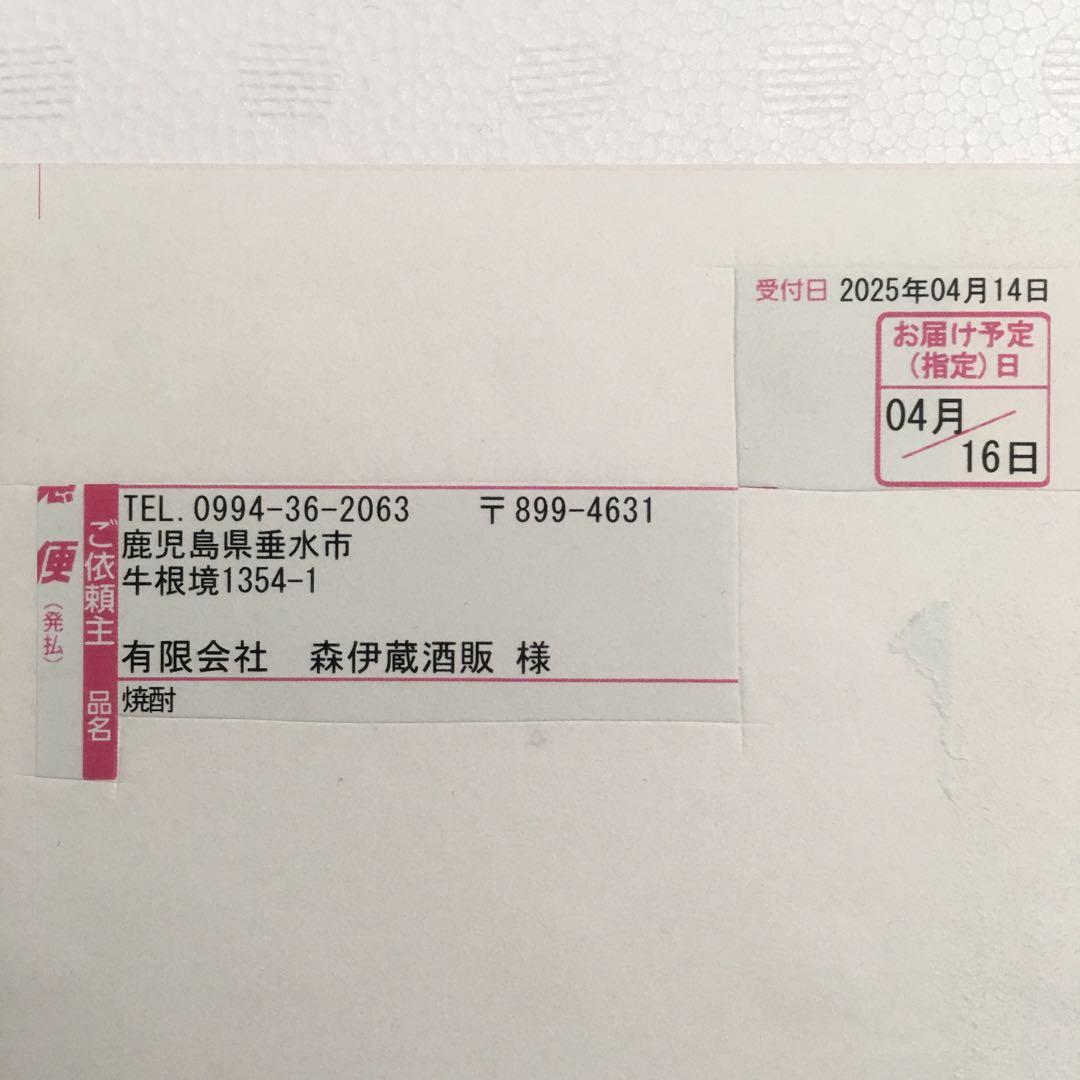 受付日 2025年04月14日
お届け予定
(指定)日
04月
16日
便
(発払)
ご依頼主
TEL. 0994-36-2063 〒899-4631
鹿児島県垂水市
牛根境1354-1
有限会社 森伊蔵酒販 様
品名
焼酎